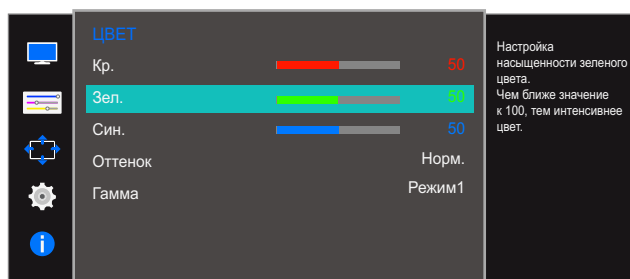 ЦВЕТ
Кр. 50
Зел. 50
Син. 50
Оттенок Норм.
Гамма Режим1
Настройка
насыщенности зеленого
цвета.
Чем ближе значение
к 100, тем интенсивнее
цвет.